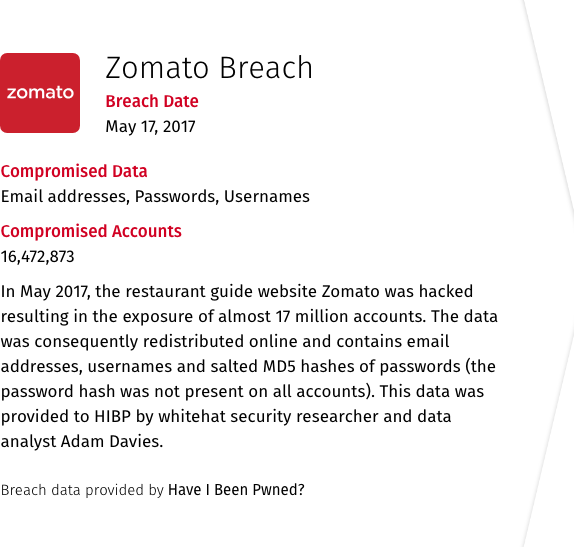 zomato
Zomato Breach
Breach Date
May 17, 2017
Compromised Data
Email addresses, Passwords, Usernames
Compromised Accounts
16,472,873
In May 2017, the restaurant guide website Zomato was hacked
resulting in the exposure of almost 17 million accounts. The data
was consequently redistributed online and contains email
addresses, usernames and salted MD5 hashes of passwords (the
password hash was not present on all accounts). This data was
provided to HIBP by whitehat security researcher and data
analyst Adam Davies.
Breach data provided by Have I Been Pwned?